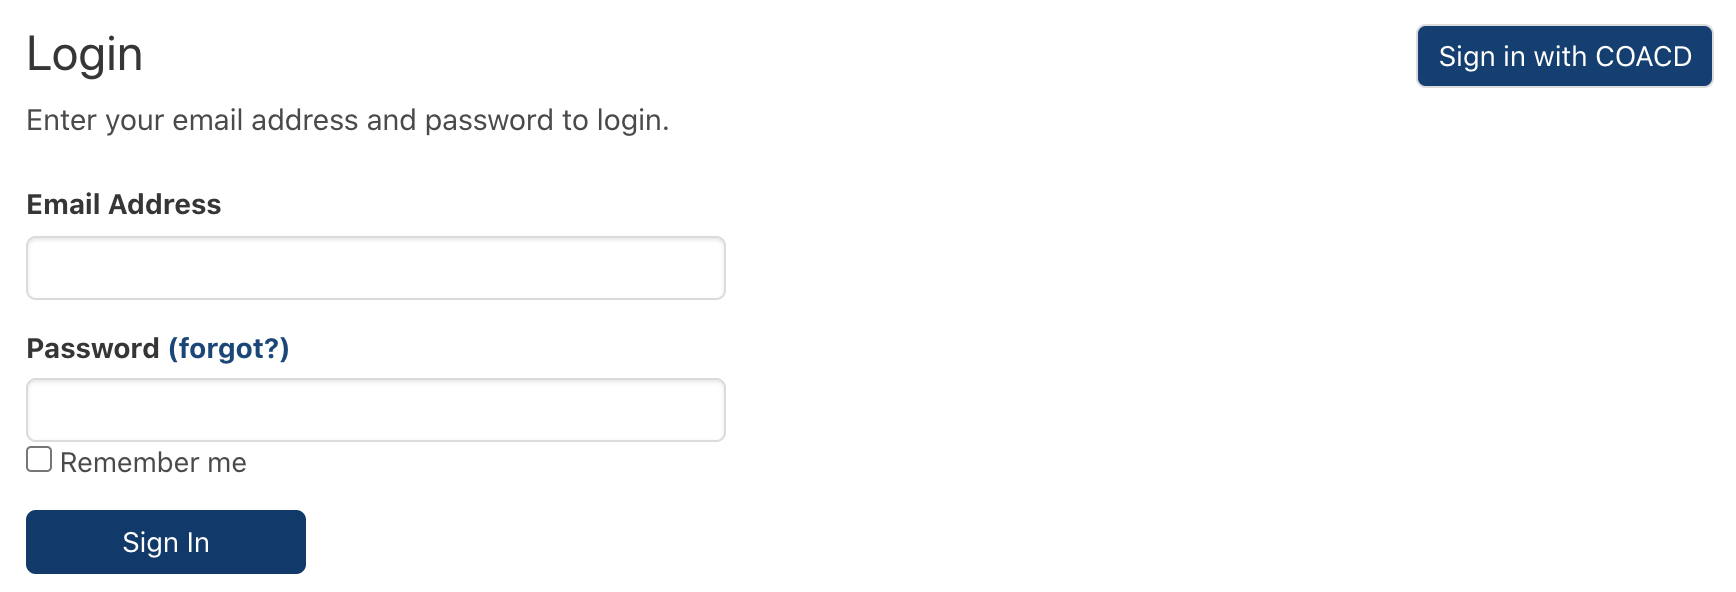 Login
Sign in with COACD
Enter your email address and password to login.
Email Address
Password (forgot?)
Remember me
Sign In